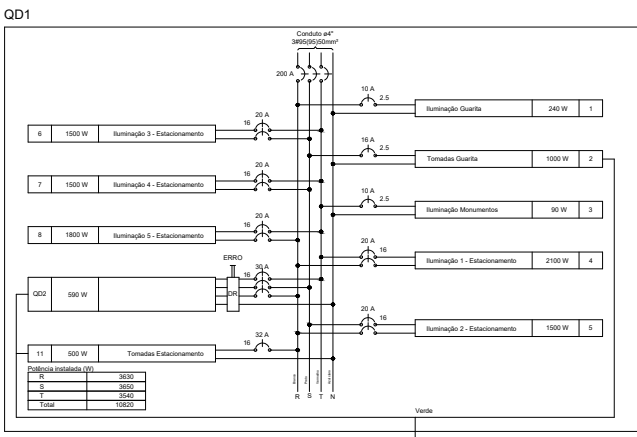 QD1
Conduto ø4"
3#95(95)50mm²
200 A
10 A
2.5
Iluminação Guarita 240 W 1
20 A
16
6 1500 W Iluminação 3 - Estacionamento
16 A
2.5
Tomadas Guarita 1000 W 2
20 A
16
7 1500 W Iluminação 4 - Estacionamento
10 A
2.5
Iluminação Monumentos 90 W 3
20 A
16
8 1800 W Iluminação 5 - Estacionamento
20 A
16
Iluminação 1 - Estacionamento 2100 W 4
ERRO
30 A
16
QD2 590 W DR
20 A
16
Iluminação 2 - Estacionamento 1500 W 5
32 A
16
11 500 W Tomadas Estacionamento
Potência instalada (W)
R 3630
S 3650
T 3540
Total 10820
R S T N
Verde